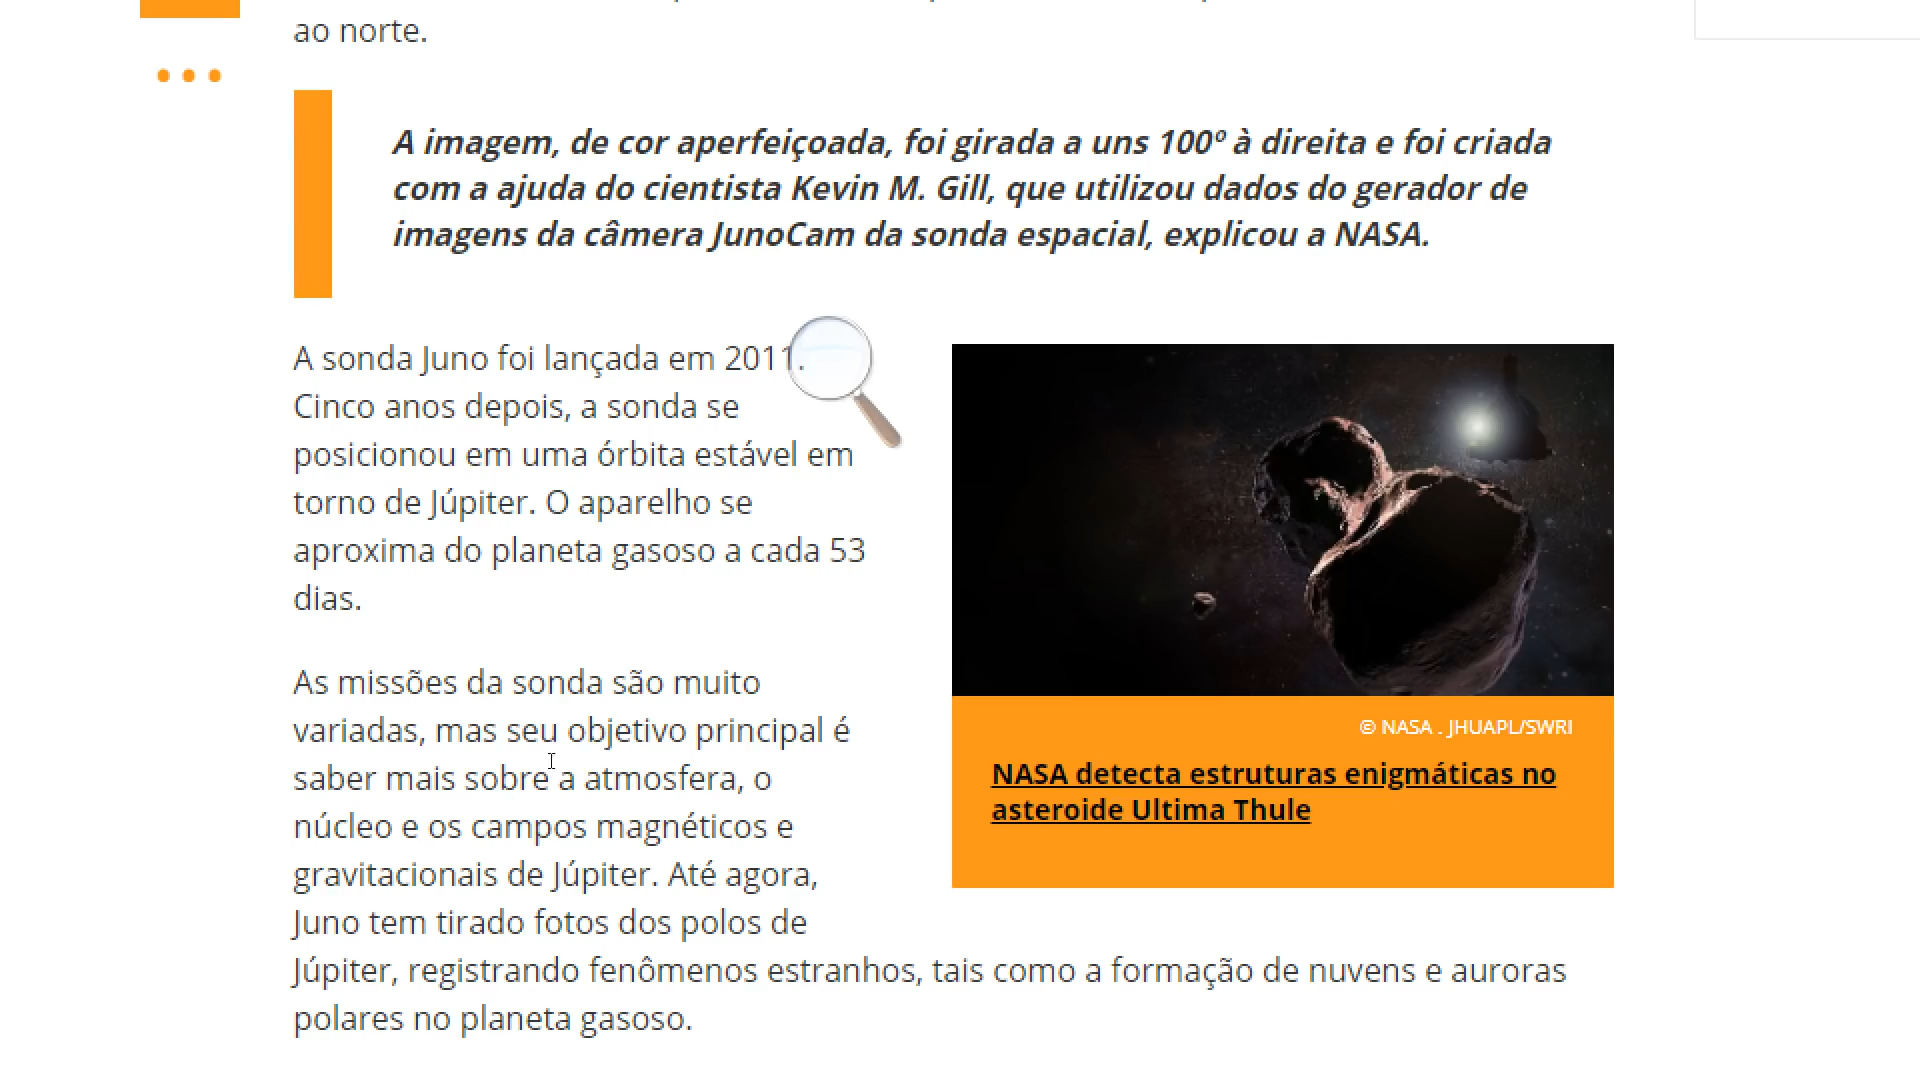 ao norte.
A imagem, de cor aperfeiçoada, foi girada a uns 100º à direita e foi criada
com a ajuda do cientista Kevin M. Gill, que utilizou dados do gerador de
imagens da câmera JunoCam da sonda espacial, explicou a NASA.
A sonda Juno foi lançada em 2011.
Cinco anos depois, a sonda se
posicionou em uma órbita estável em
torno de Júpiter. O aparelho se
aproxima do planeta gasoso a cada 53
dias.
As missões da sonda são muito
variadas, mas seu objetivo principal é
saber mais sobre a atmosfera, o
núcleo e os campos magnéticos e
gravitacionais de Júpiter. Até agora,
Juno tem tirado fotos dos polos de
Júpiter, registrando fenômenos estranhos, tais como a formação de nuvens e auroras
polares no planeta gasoso.
© NASA . JHUAPL/SWRI
NASA detecta estruturas enigmáticas no
asteroide Ultima Thule